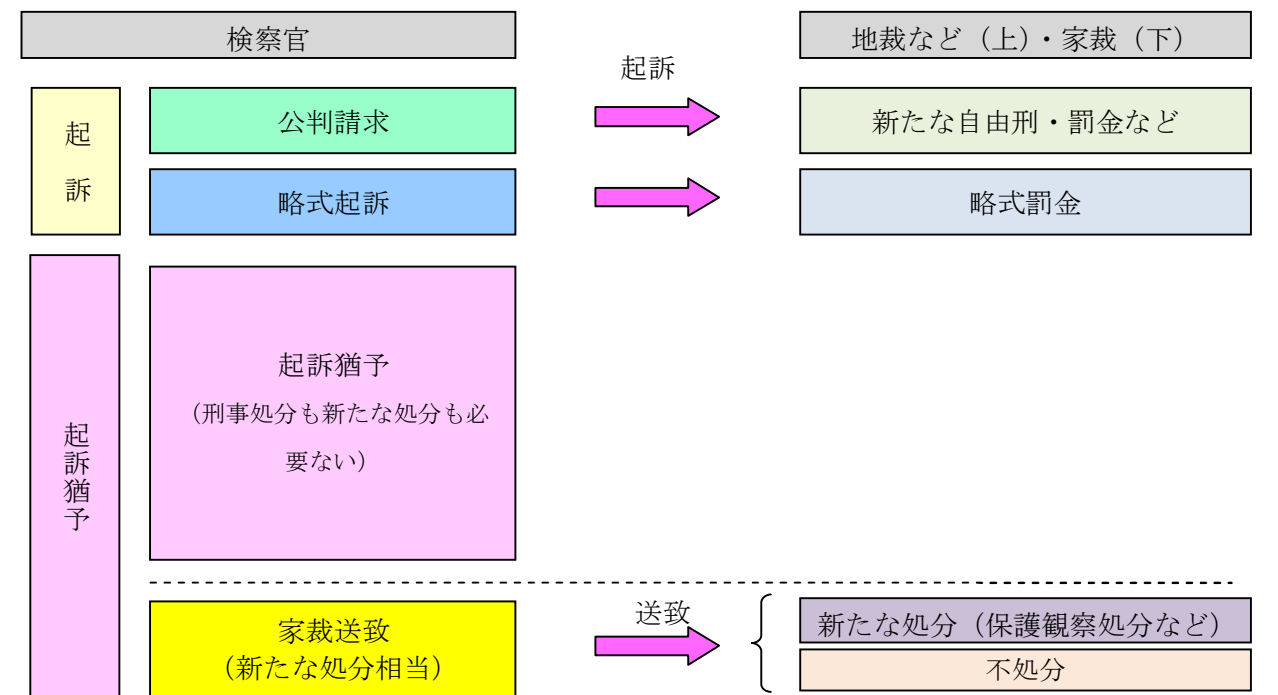 検察官
地裁など（上）・家裁（下）
起訴
起
訴
公判請求
新たな自由刑・罰金など
略式起訴
略式罰金
起訴猶予
起訴猶予
（刑事処分も新たな処分も必
要ない）
家裁送致
（新たな処分相当）
送致
新たな処分（保護観察処分など）
不処分